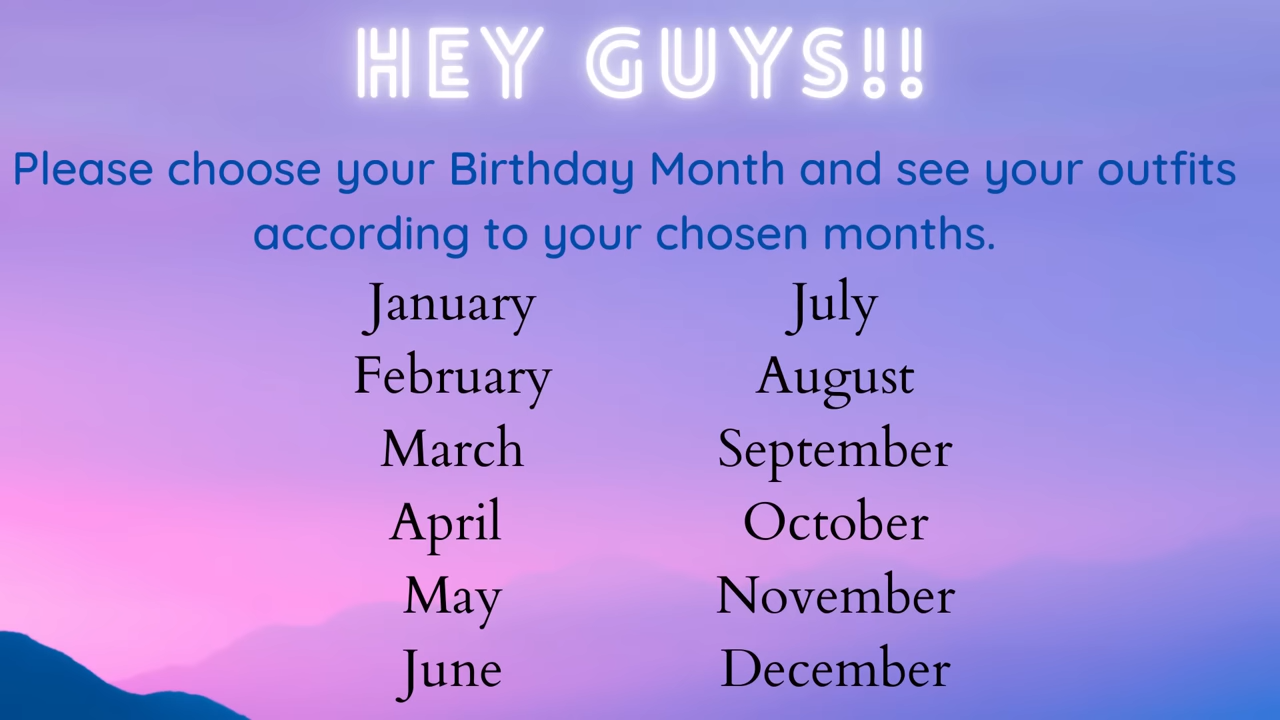 HEY GUYS!!
Please choose your Birthday Month and see your outfits
according to your chosen months.
January
February
March
April
May
June
July
August
September
October
November
December